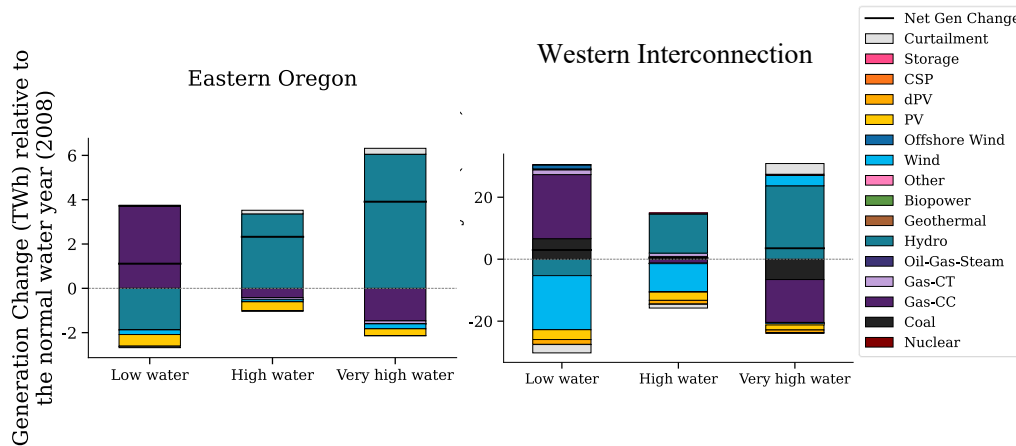 Generation Change (TWh) relative to
the normal water year (2008)
Eastern Oregon
6
4
2
0
-2
Low water
High water
Very high water
Western Interconnection
20
0
-20
Low water
High water
Very high water
Net Gen Change
Curtailment
Storage
CSP
dPV
PV
Offshore Wind
Wind
Other
Biopower
Geothermal
Hydro
Oil-Gas-Steam
Gas-CT
Gas-CC
Coal
Nuclear